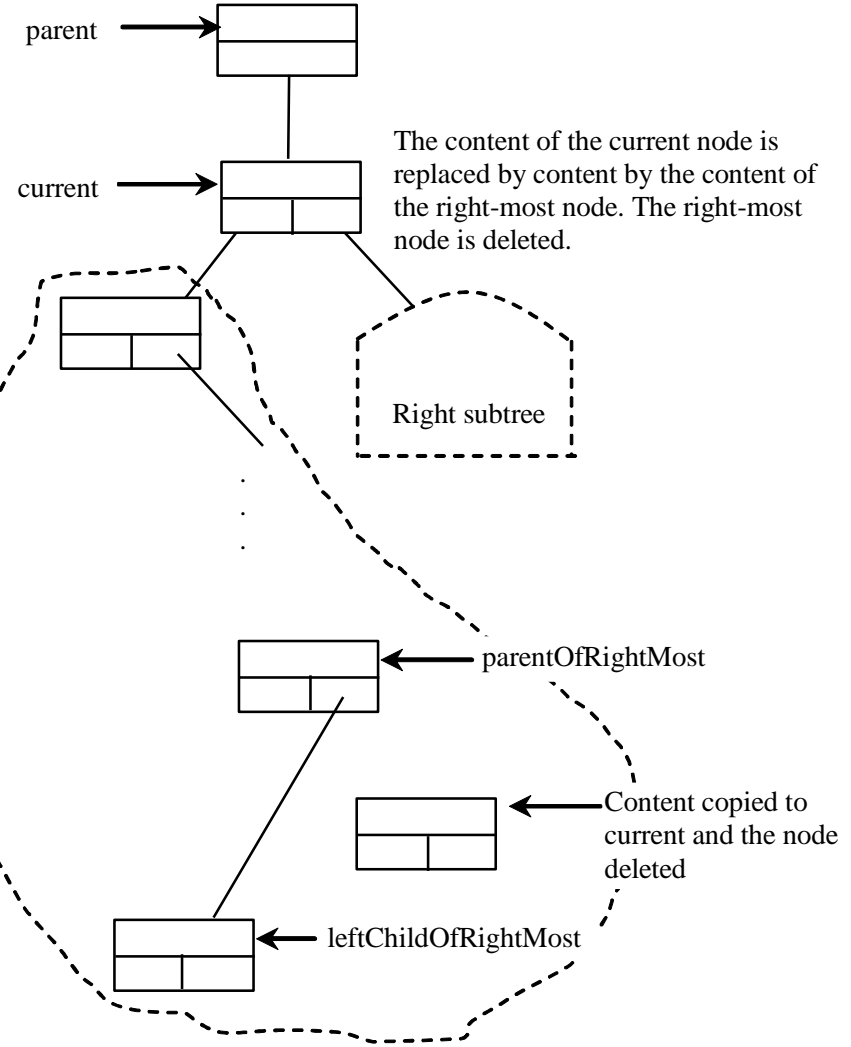 parent
The content of the current node is
replaced by content by the content of
the right-most node. The right-most
node is deleted.
current
Right subtree
.
.
.
parentOfRightMost
Content copied to
current and the node
deleted
leftChildOfRightMost